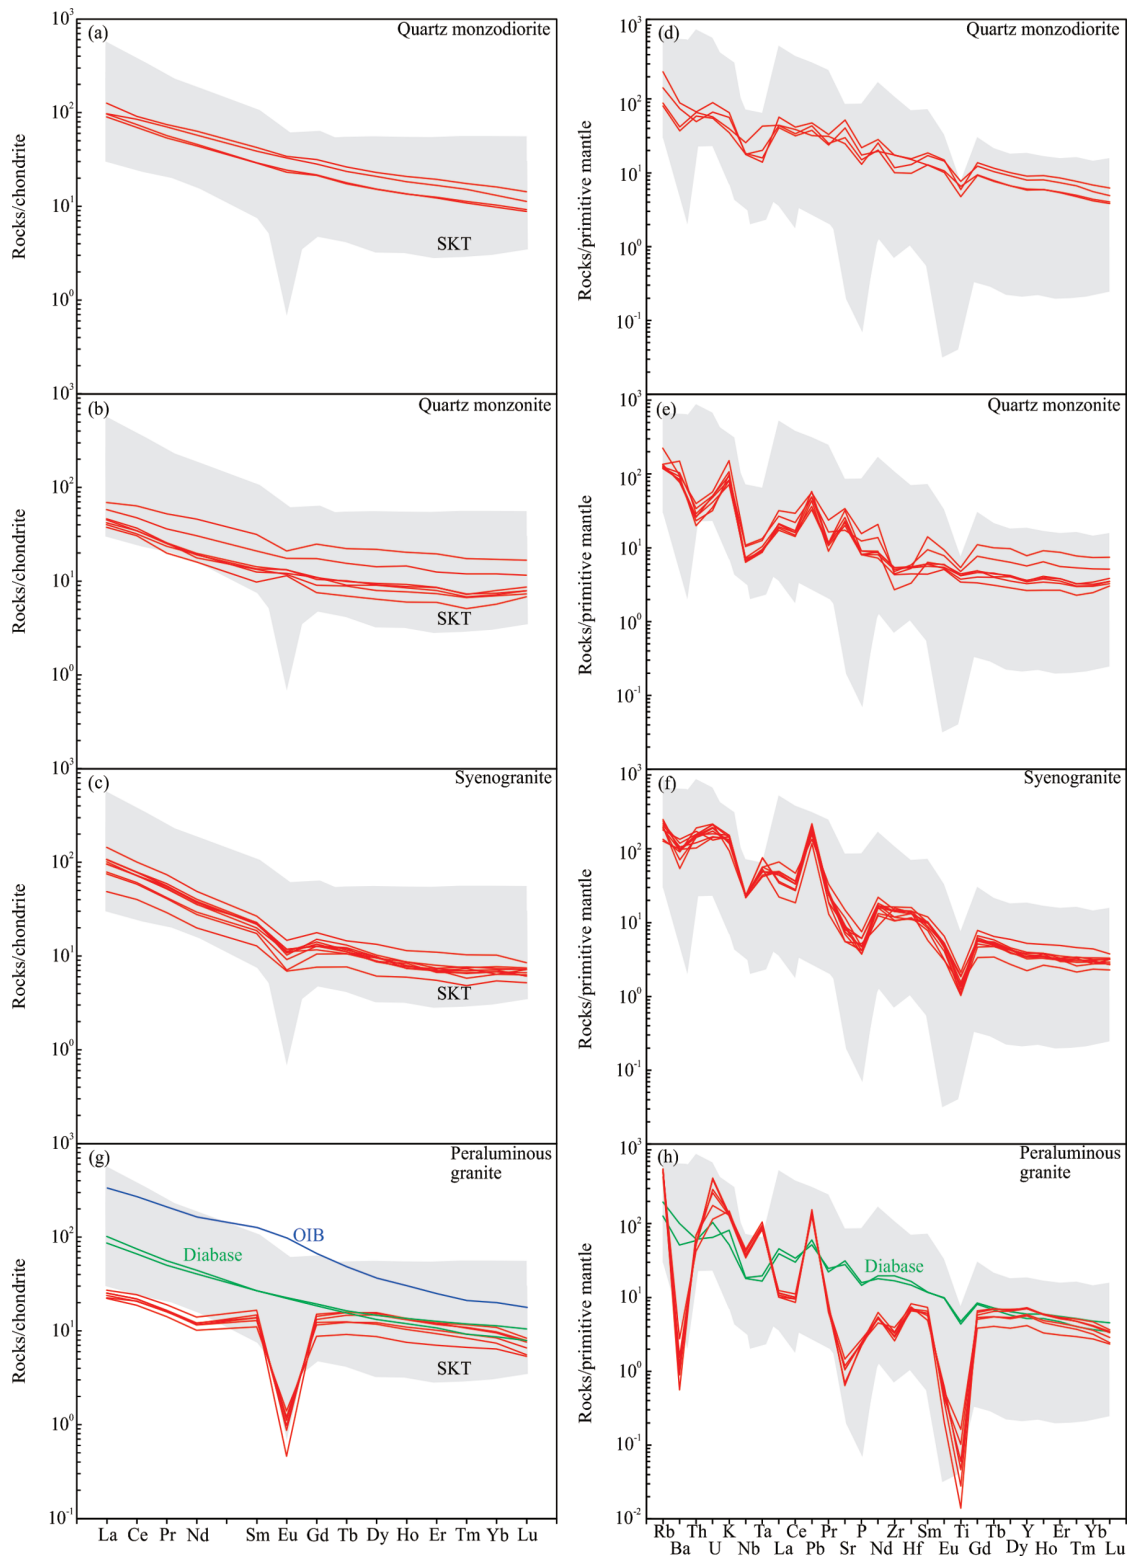 (a)
Quartz monzodiorite
10³
10²
10¹
10⁰
10³
Rocks/chondrite
SKT
(d)
Quartz monzodiorite
10³
10²
10¹
10⁰
10⁻¹
10³
Rocks/primitive mantle
(b)
Quartz monzonite
10²
10¹
10⁰
10³
Rocks/chondrite
SKT
(e)
Quartz monzonite
10²
10¹
10⁰
10⁻¹
10³
Rocks/primitive mantle
(c)
Syenogranite
10²
10¹
10⁰
10³
Rocks/chondrite
SKT
(f)
Syenogranite
10²
10¹
10⁰
10⁻¹
10³
Rocks/primitive mantle
(g)
Peraluminous
granite
10²
10¹
10⁰
10⁻¹
Rocks/chondrite
OIB
Diabase
SKT
La Ce Pr Nd Sm Eu Gd Tb Dy Ho Er Tm Yb Lu
(h)
Peraluminous
granite
10²
10¹
10⁰
10⁻¹
10⁻²
Rocks/primitive mantle
Diabase
Rb Th K Ta Ce Pr P Zr Sm Ti Tb Y Er Yb
Ba U Nb La Pb Sr Nd Hf Eu Gd Dy Ho Tm Lu